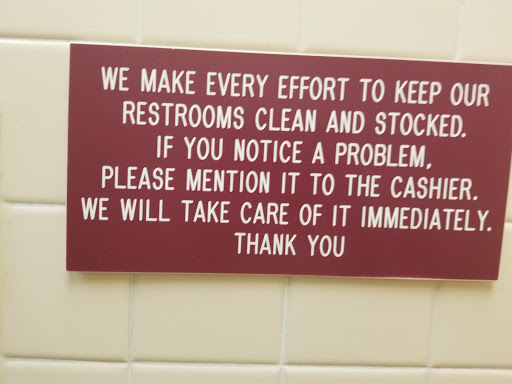 WE MAKE EVERY EFFORT TO KEEP OUR
RESTROOMS CLEAN AND STOCKED.
IF YOU NOTICE A PROBLEM,
PLEASE MENTION IT TO THE CASHIER.
WE WILL TAKE CARE OF IT IMMEDIATELY.
THANK YOU